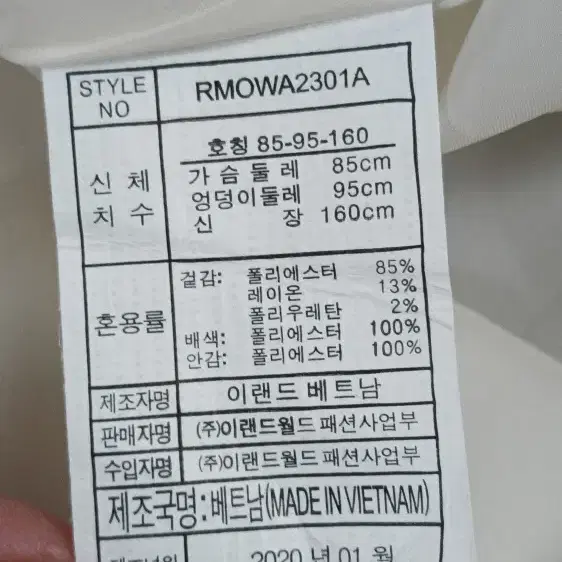 STYLE NO RMOWA2301A
호칭 85-95-160
신 체 치 수
가 슴 둘 레 85cm
엉덩이둘레 95cm
신 장 160cm
혼용률
겉감: 폴리에스터 85%
레이온 13%
폴리우레탄 2%
배색: 폴리에스터 100%
안감: 폴리에스터 100%
제조자명 이랜드 베트남
판매자명 (주)이랜드월드 패션사업부
수입자명 (주)이랜드월드 패션사업부
제조국명:베트남(MADE IN VIETNAM)
제조년월 2020 년 01 월